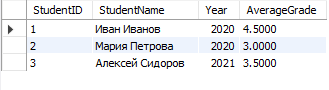 StudentID StudentName Year AverageGrade
1 Иван Иванов 2020 4.5000
2 Мария Петрова 2020 3.0000
3 Алексей Сидоров 2021 3.5000